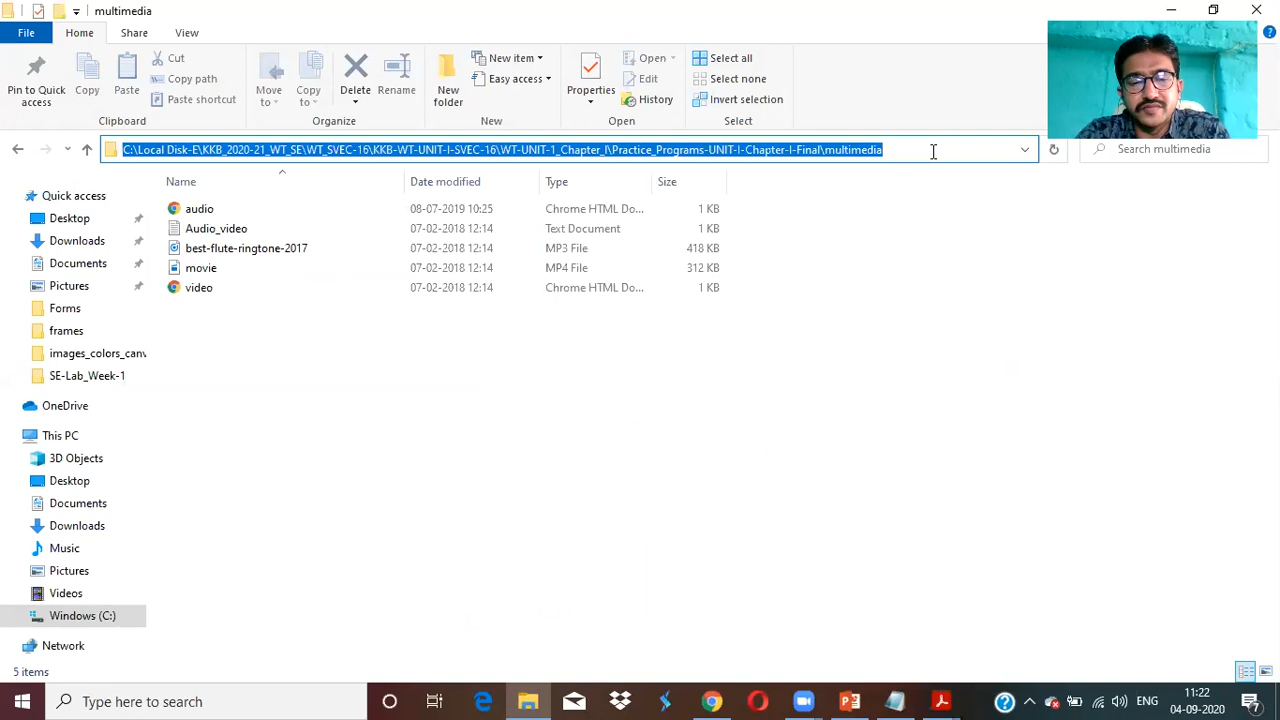 multimedia
File Home Share View
Pin to Quick access
Copy
Paste
Cut
Copy path
Paste shortcut
Clipboard
Move to
Copy to
Delete
Rename
Organize
New folder
New item
Easy access
New
Properties
Open
Edit
History
Open
Select all
Select none
Invert selection
Select
C:\Local Disk-E\KKB_2020-21_WT_SE\WT_SVEC-16\KKB-WT-UNIT-I-SVEC-16\WT-UNIT-1_Chapter_I\Practice_Programs-UNIT-I-Chapter-I-Final\multimedia
Search multimedia
Name Date modified Type Size
audio 08-07-2019 10:25 Chrome HTML Do... 1 KB
Audio_video 07-02-2018 12:14 Text Document 1 KB
best-flute-ringtone-2017 07-02-2018 12:14 MP3 File 418 KB
movie 07-02-2018 12:14 MP4 File 312 KB
video 07-02-2018 12:14 Chrome HTML Do... 1 KB
Quick access
Desktop
Downloads
Documents
Pictures
Forms
frames
images_colors_canv
SE-Lab_Week-1
OneDrive
This PC
3D Objects
Desktop
Documents
Downloads
Music
Pictures
Videos
Windows (C:)
Network
5 items
Type here to search
ENG
11:22
04-09-2020
7